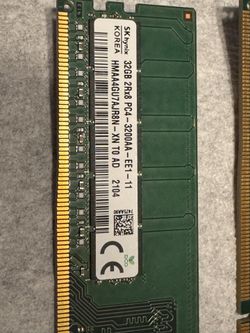 SK hynix
KOREA
32GB 2Rx8 PC4-3200AA-EE1-11
HMAA4GU7AJR8N-XN T0 AD
2104